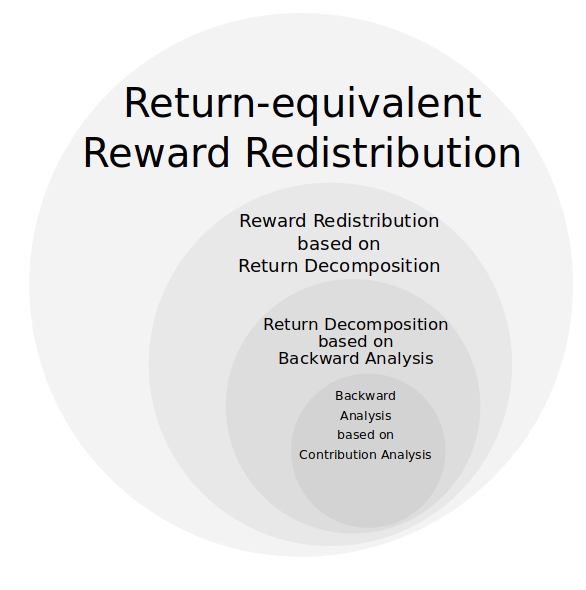 Return-equivalent
Reward Redistribution
Reward Redistribution
based on
Return Decomposition
Return Decomposition
based on
Backward Analysis
Backward
Analysis
based on
Contribution Analysis